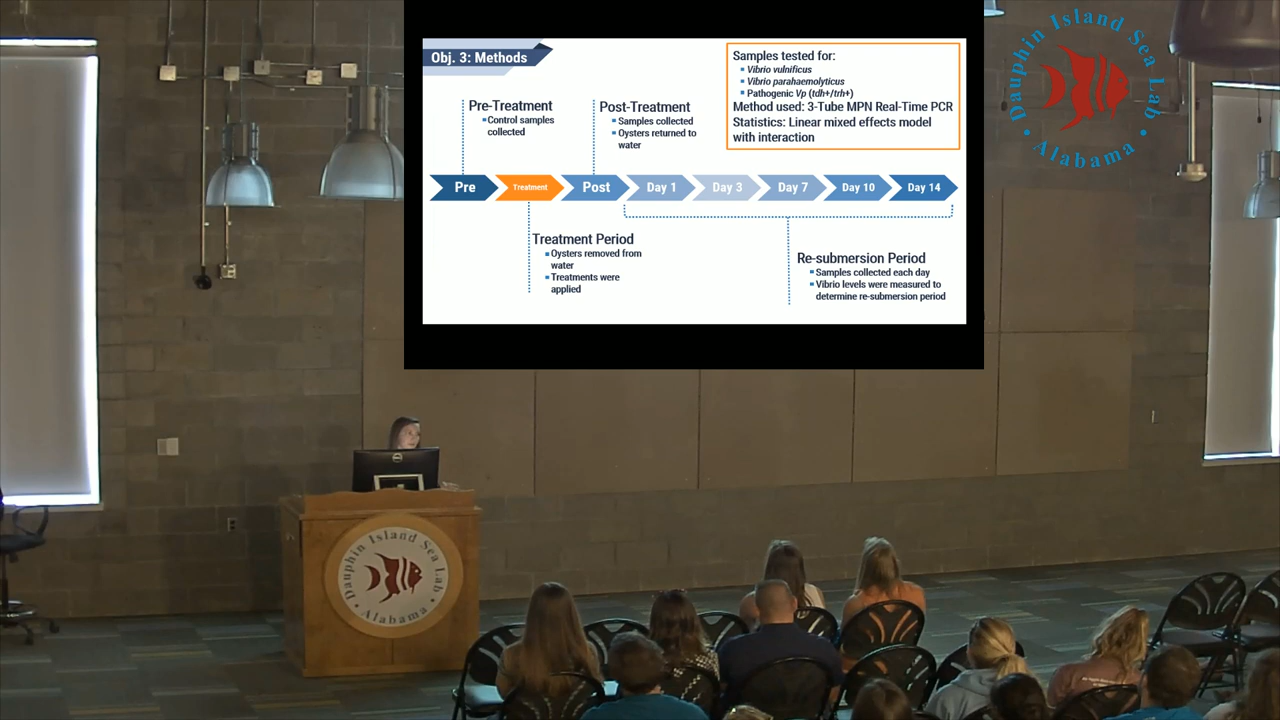 Obj. 3: Methods
Samples tested for:
Vibrio vulnificus
Vibrio parahaemolyticus
Pathogenic Vp (tdh+/trh+)
Method used: 3-Tube MPN Real-Time PCR
Statistics: Linear mixed effects model
with interaction
Pre-Treatment
Control samples
collected
Post-Treatment
Samples collected
Oysters returned to
water
Pre
Treatment
Post
Day 1
Day 3
Day 7
Day 10
Day 14
Treatment Period
Oysters removed from
water
Treatments were
applied
Re-submersion Period
Samples collected each day
Vibrio levels were measured to
determine re-submersion period
Dauphin Island Sea Lab
Alabama
DELL
Dauphin Island Sea Lab
Alabama